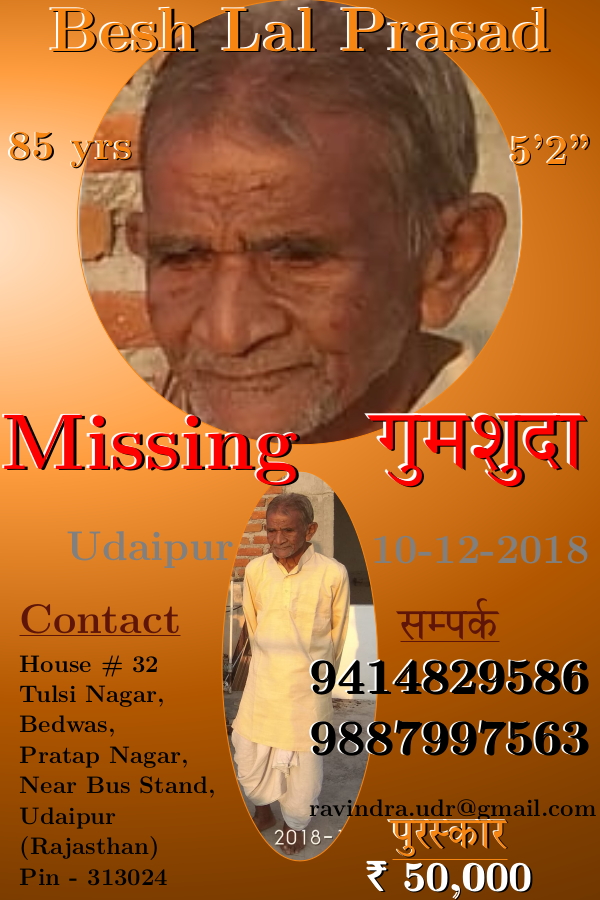 Besh Lal Prasad
85 yrs
5'2”
Missing गुमशुदा
Udaipur 10-12-2018
Contact
House # 32
Tulsi Nagar,
Bedwas,
Pratap Nagar,
Near Bus Stand,
Udaipur
(Rajasthan)
Pin - 313024
सम्पर्क
9414829586
9887997563
ravindra.udr@gmail.com
2018-1
पुरस्कार
₹ 50,000